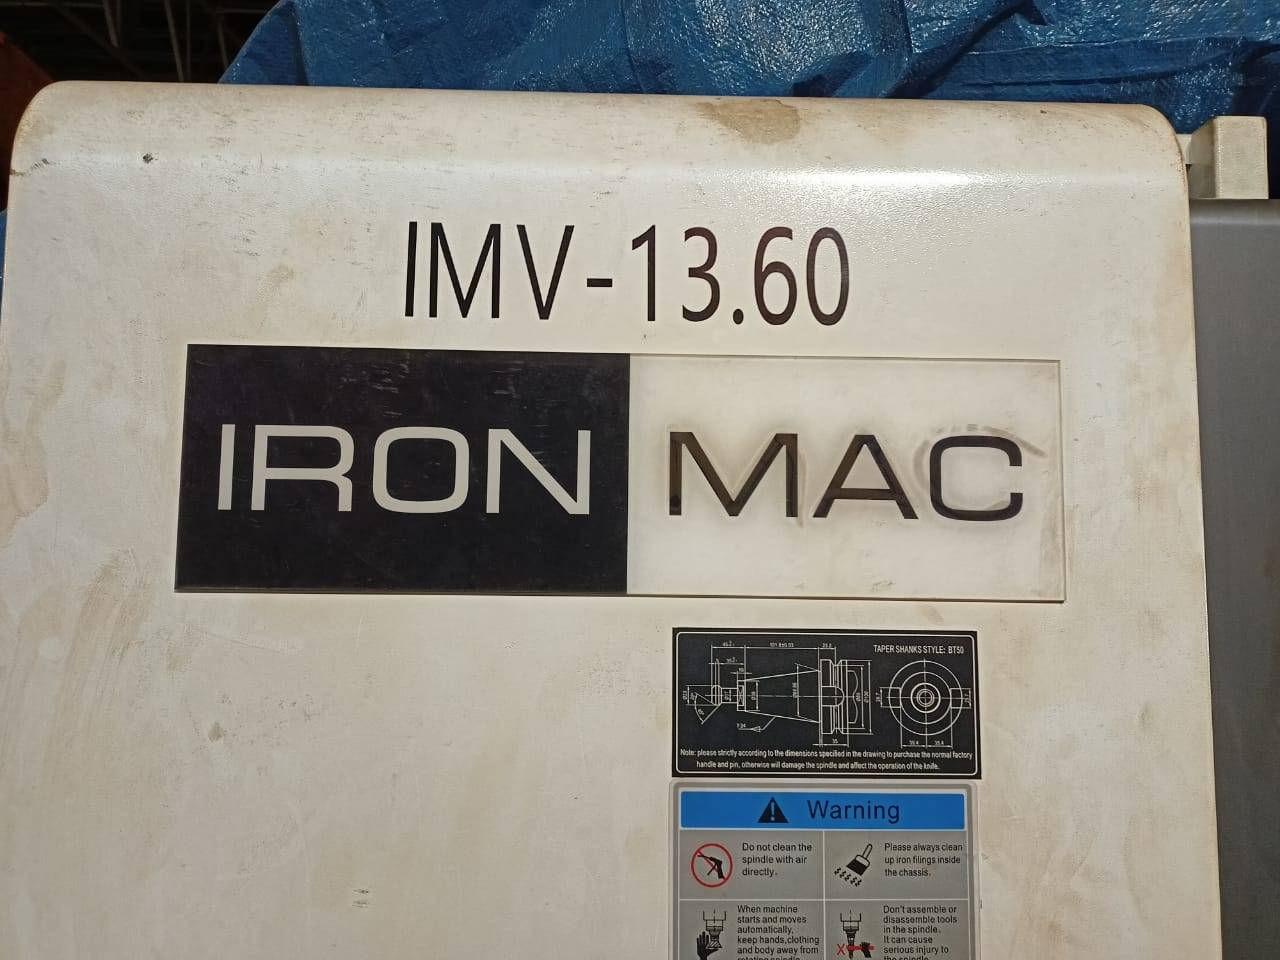 IMV-13.60
IRON MAC
TAPER SHANKS STYLE: BT50
Note: please strictly according to the dimensions specified in the drawing to purchase the normal factory
handle and pin, otherwise will damage the spindle and affect the operation of the knife.
Warning
Do not clean the
spindle with air
directly.
Please always clean
up iron filings inside
the chassis.
When machine
starts and moves
automatically,
keep hands,clothing
and body away from
rotating spindle
Don't assemble or
disassemble tools
in the spindle.
It can cause
serious injury to
the spindle